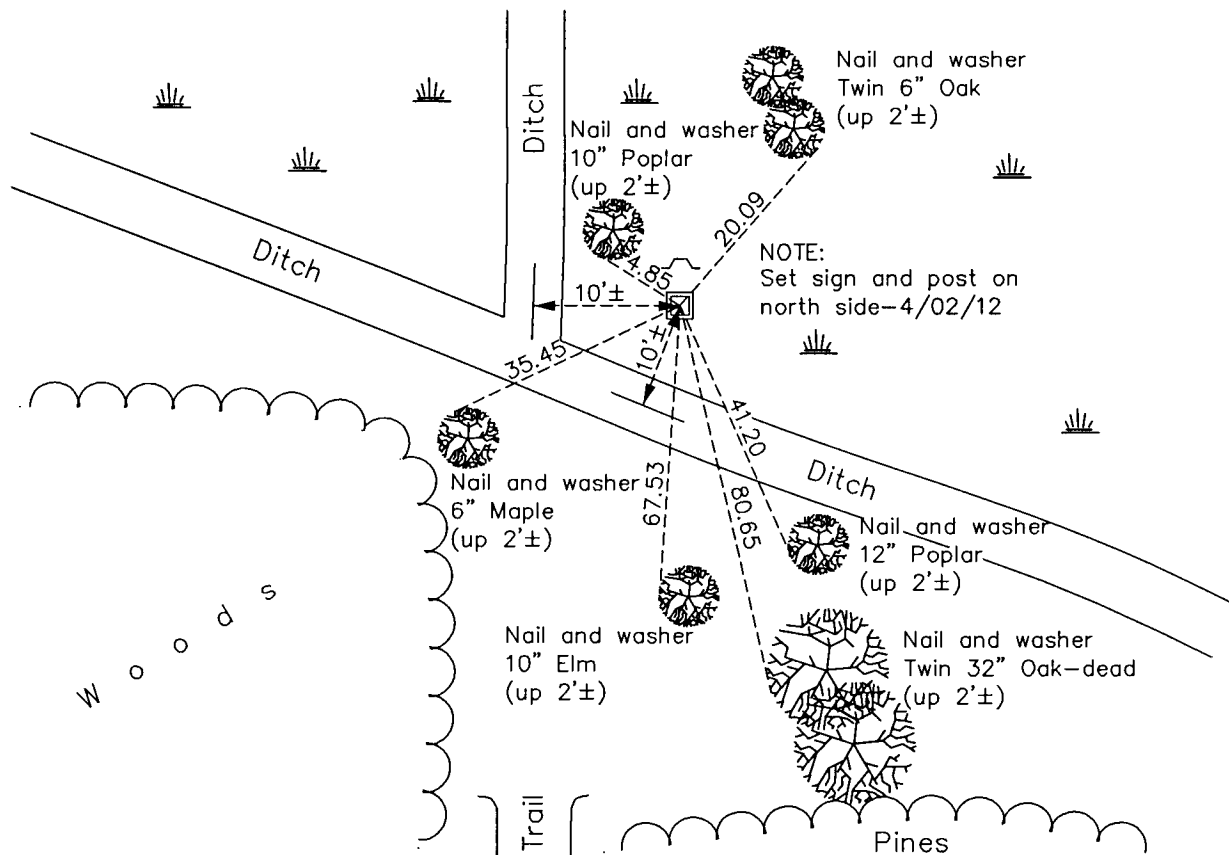 Nail and washer
Twin 6" Oak
(up 2'±)
Ditch
Nail and washer
10" Poplar
(up 2'±)
20.09
Ditch
4.85
NOTE:
Set sign and post on
north side-4/02/12
10'±
10'±
35.45
41.20
Ditch
67.53
80.65
Nail and washer
6" Maple
(up 2'±)
Nail and washer
12" Poplar
(up 2'±)
Woods
Nail and washer
10" Elm
(up 2'±)
Nail and washer
Twin 32" Oak-dead
(up 2'±)
Trail
Pines